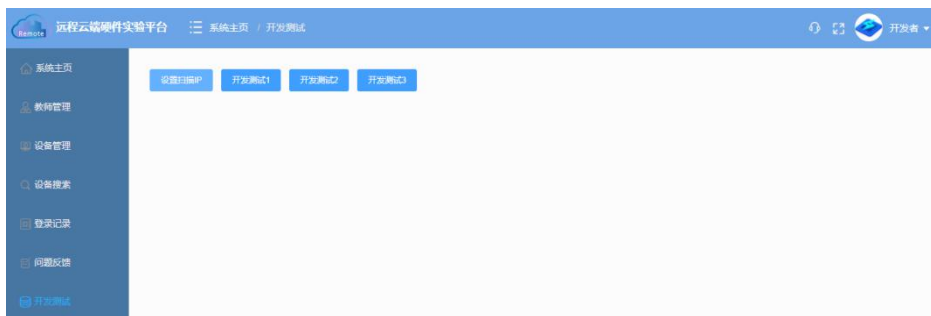 Remote 远程云端硬件实验平台 系统主页 / 开发测试 开发者
系统主页
设置扫描IP 开发测试1 开发测试2 开发测试3
教师管理
设备管理
设备搜索
登录记录
问题反馈
开发测试